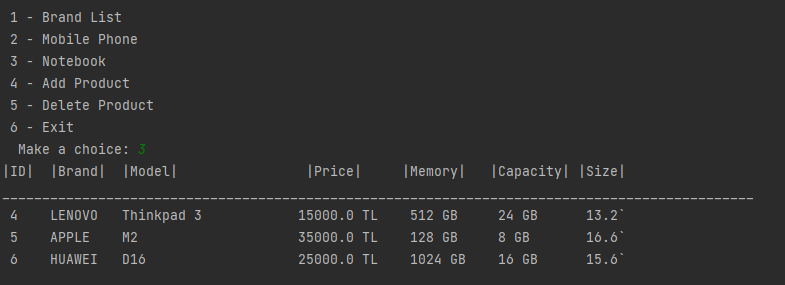 1 - Brand List
2 - Mobile Phone
3 - Notebook
4 - Add Product
5 - Delete Product
6 - Exit
Make a choice: 3
|ID| |Brand| |Model| |Price| |Memory| |Capacity| |Size|
______________________________________________________________________________________________
4 LENOVO Thinkpad 3 15000.0 TL 512 GB 24 GB 13.2`
5 APPLE M2 35000.0 TL 128 GB 8 GB 16.6`
6 HUAWEI D16 25000.0 TL 1024 GB 16 GB 15.6`